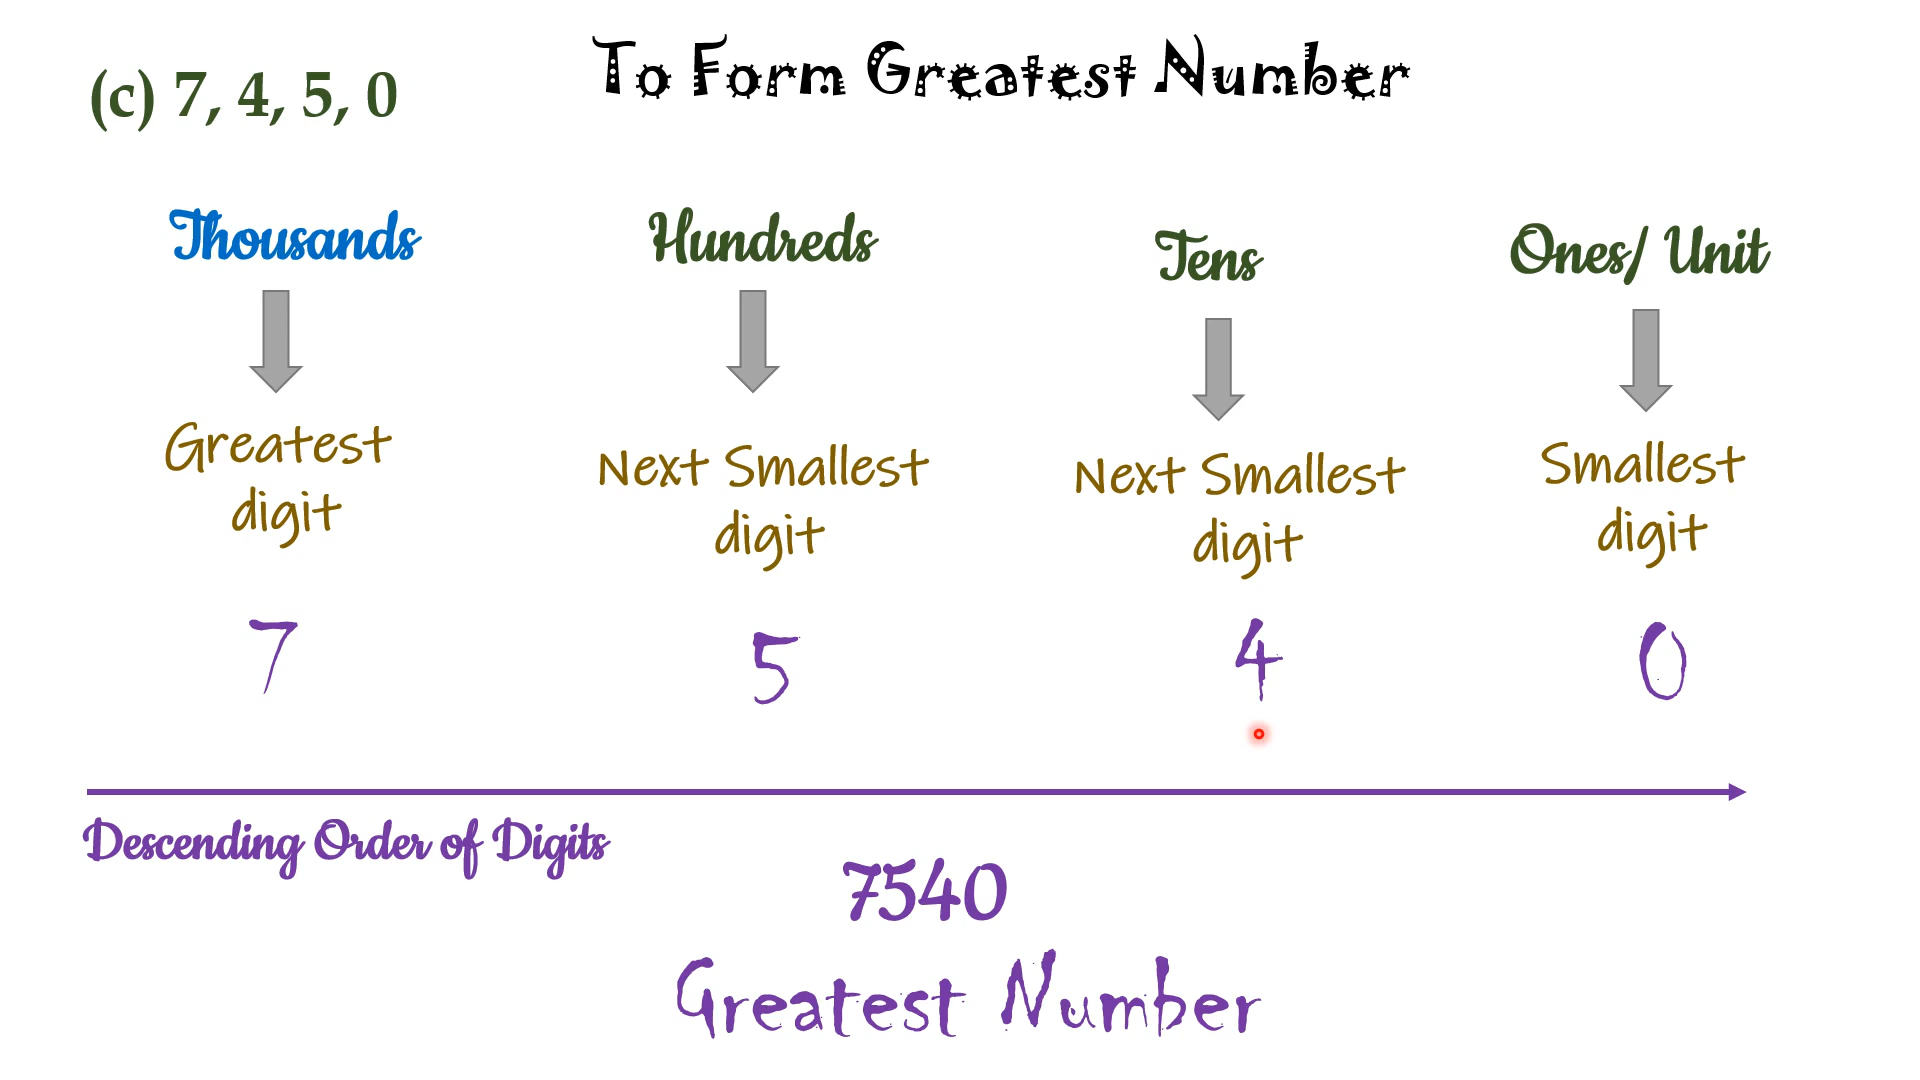 To Form Greatest Number
(c) 7, 4, 5, 0
Thousands
Hundreds
Tens
Ones/ Unit
Greatest
digit
Next Smallest
digit
Next Smallest
digit
Smallest
digit
7
5
4
0
Descending Order of Digits
7540
Greatest Number